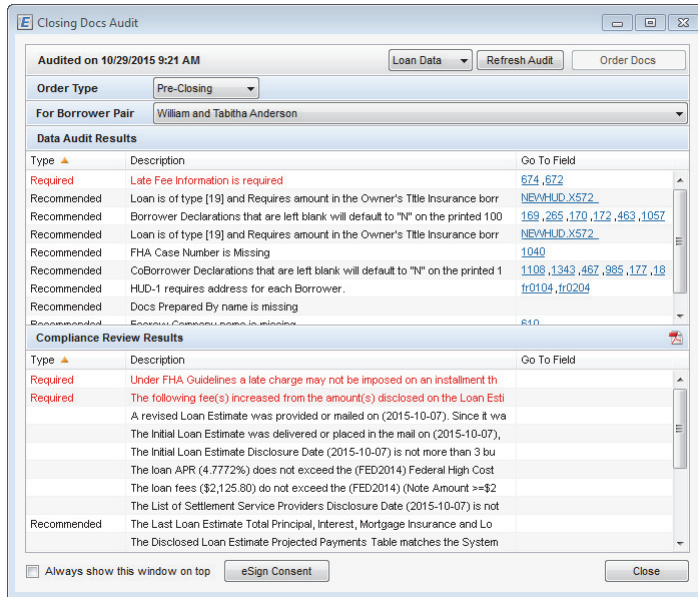 E Closing Docs Audit
Audited on 10/29/2015 9:21 AM Loan Data Refresh Audit Order Docs
Order Type Pre-Closing
For Borrower Pair William and Tabitha Anderson
Data Audit Results
Type Description Go To Field
Required Late Fee Information is required 674 ,672
Recommended Loan is of type [19] and Requires amount in the Owner's Title Insurance borr NEWHUD.X572
Recommended Borrower Declarations that are left blank will default to "N" on the printed 100 169 ,265 ,170 ,172 ,463 ,1057
Recommended Loan is of type [19] and Requires amount in the Owner's Title Insurance borr NEWHUD.X572
Recommended FHA Case Number is Missing 1040
Recommended CoBorrower Declarations that are left blank will default to "N" on the printed 1 1108 ,1343 ,467 ,985 ,177 ,18
Recommended HUD-1 requires address for each Borrower. fr0104 ,fr0204
Recommended Docs Prepared By name is missing
Recommended Escrow Company name is missing 610
Compliance Review Results
Type Description Go To Field
Required Under FHA Guidelines a late charge may not be imposed on an installment th
Required The following fee(s) increased from the amount(s) disclosed on the Loan Esti
A revised Loan Estimate was provided or mailed on (2015-10-07). Since it wa
The Initial Loan Estimate was delivered or placed in the mail on (2015-10-07),
The Initial Loan Estimate Disclosure Date (2015-10-07) is not more than 3 bu
The loan APR (4.7772%) does not exceed the (FED2014) Federal High Cost
The loan fees ($2,125.80) do not exceed the (FED2014) (Note Amount >=$2
The List of Settlement Service Providers Disclosure Date (2015-10-07) is not
Recommended The Last Loan Estimate Total Principal, Interest, Mortgage Insurance and Lo
The Disclosed Loan Estimate Projected Payments Table matches the System
Always show this window on top eSign Consent Close